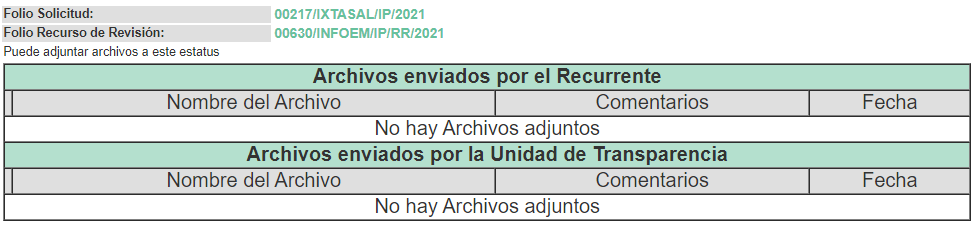 Folio Solicitud: 00217/IXTASAL/IP/2021
Folio Recurso de Revisión: 00630/INFOEM/IP/RR/2021
Puede adjuntar archivos a este estatus
Archivos enviados por el Recurrente
Nombre del Archivo Comentarios Fecha
No hay Archivos adjuntos
Archivos enviados por la Unidad de Transparencia
Nombre del Archivo Comentarios Fecha
No hay Archivos adjuntos